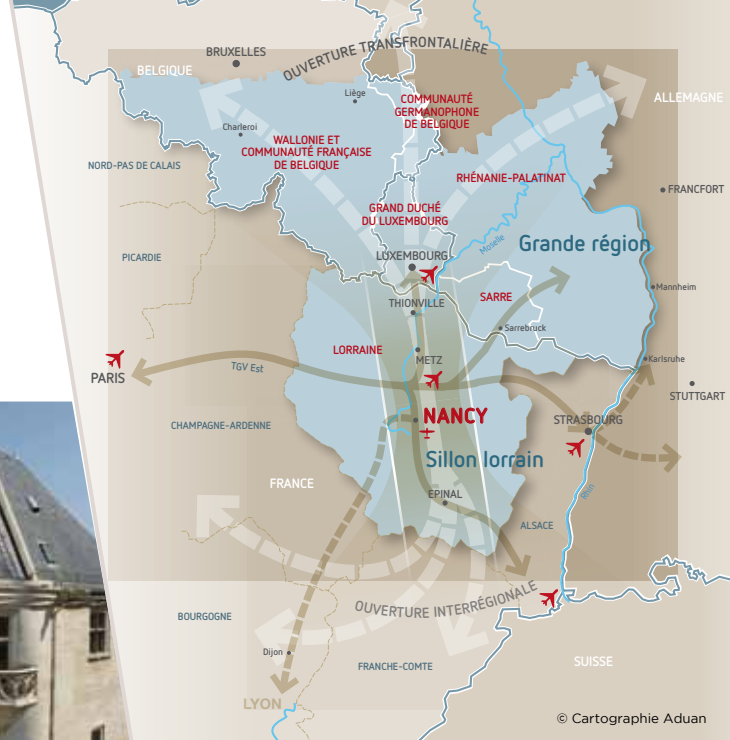 BRUXELLES
OUVERTURE TRANSFRONTALIÈRE
BELGIQUE
ALLEMAGNE
Liège
COMMUNAUTÉ
GERMANOPHONE
DE BELGIQUE
Charleroi
WALLONIE ET
COMMUNAUTÉ FRANÇAISE
DE BELGIQUE
NORD-PAS DE CALAIS
RHÉNANIE-PALATINAT
FRANCFORT
GRAND DUCHÉ
DU LUXEMBOURG
Moselle
Grande région
PICARDIE
LUXEMBOURG
Mannheim
THIONVILLE
SARRE
Sarrebruck
LORRAINE
METZ
Karlsruhe
TGV Est
PARIS
STUTTGART
NANCY
STRASBOURG
CHAMPAGNE-ARDENNE
Sillon lorrain
FRANCE
EPINAL
Rhin
ALSACE
OUVERTURE INTERRÉGIONALE
BOURGOGNE
Dijon
FRANCHE-COMTE
SUISSE
LYON
© Cartographie Aduan